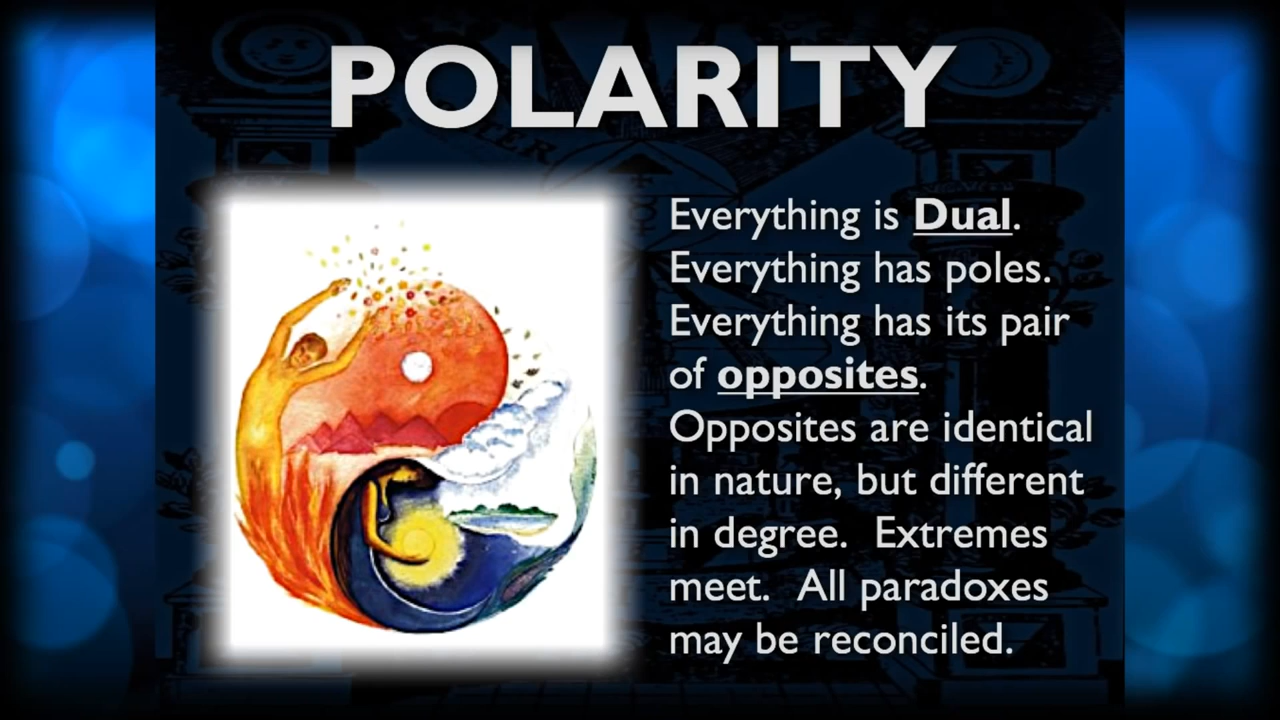 POLARITY
Everything is Dual.
Everything has poles.
Everything has its pair
of opposites.
Opposites are identical
in nature, but different
in degree. Extremes
meet. All paradoxes
may be reconciled.